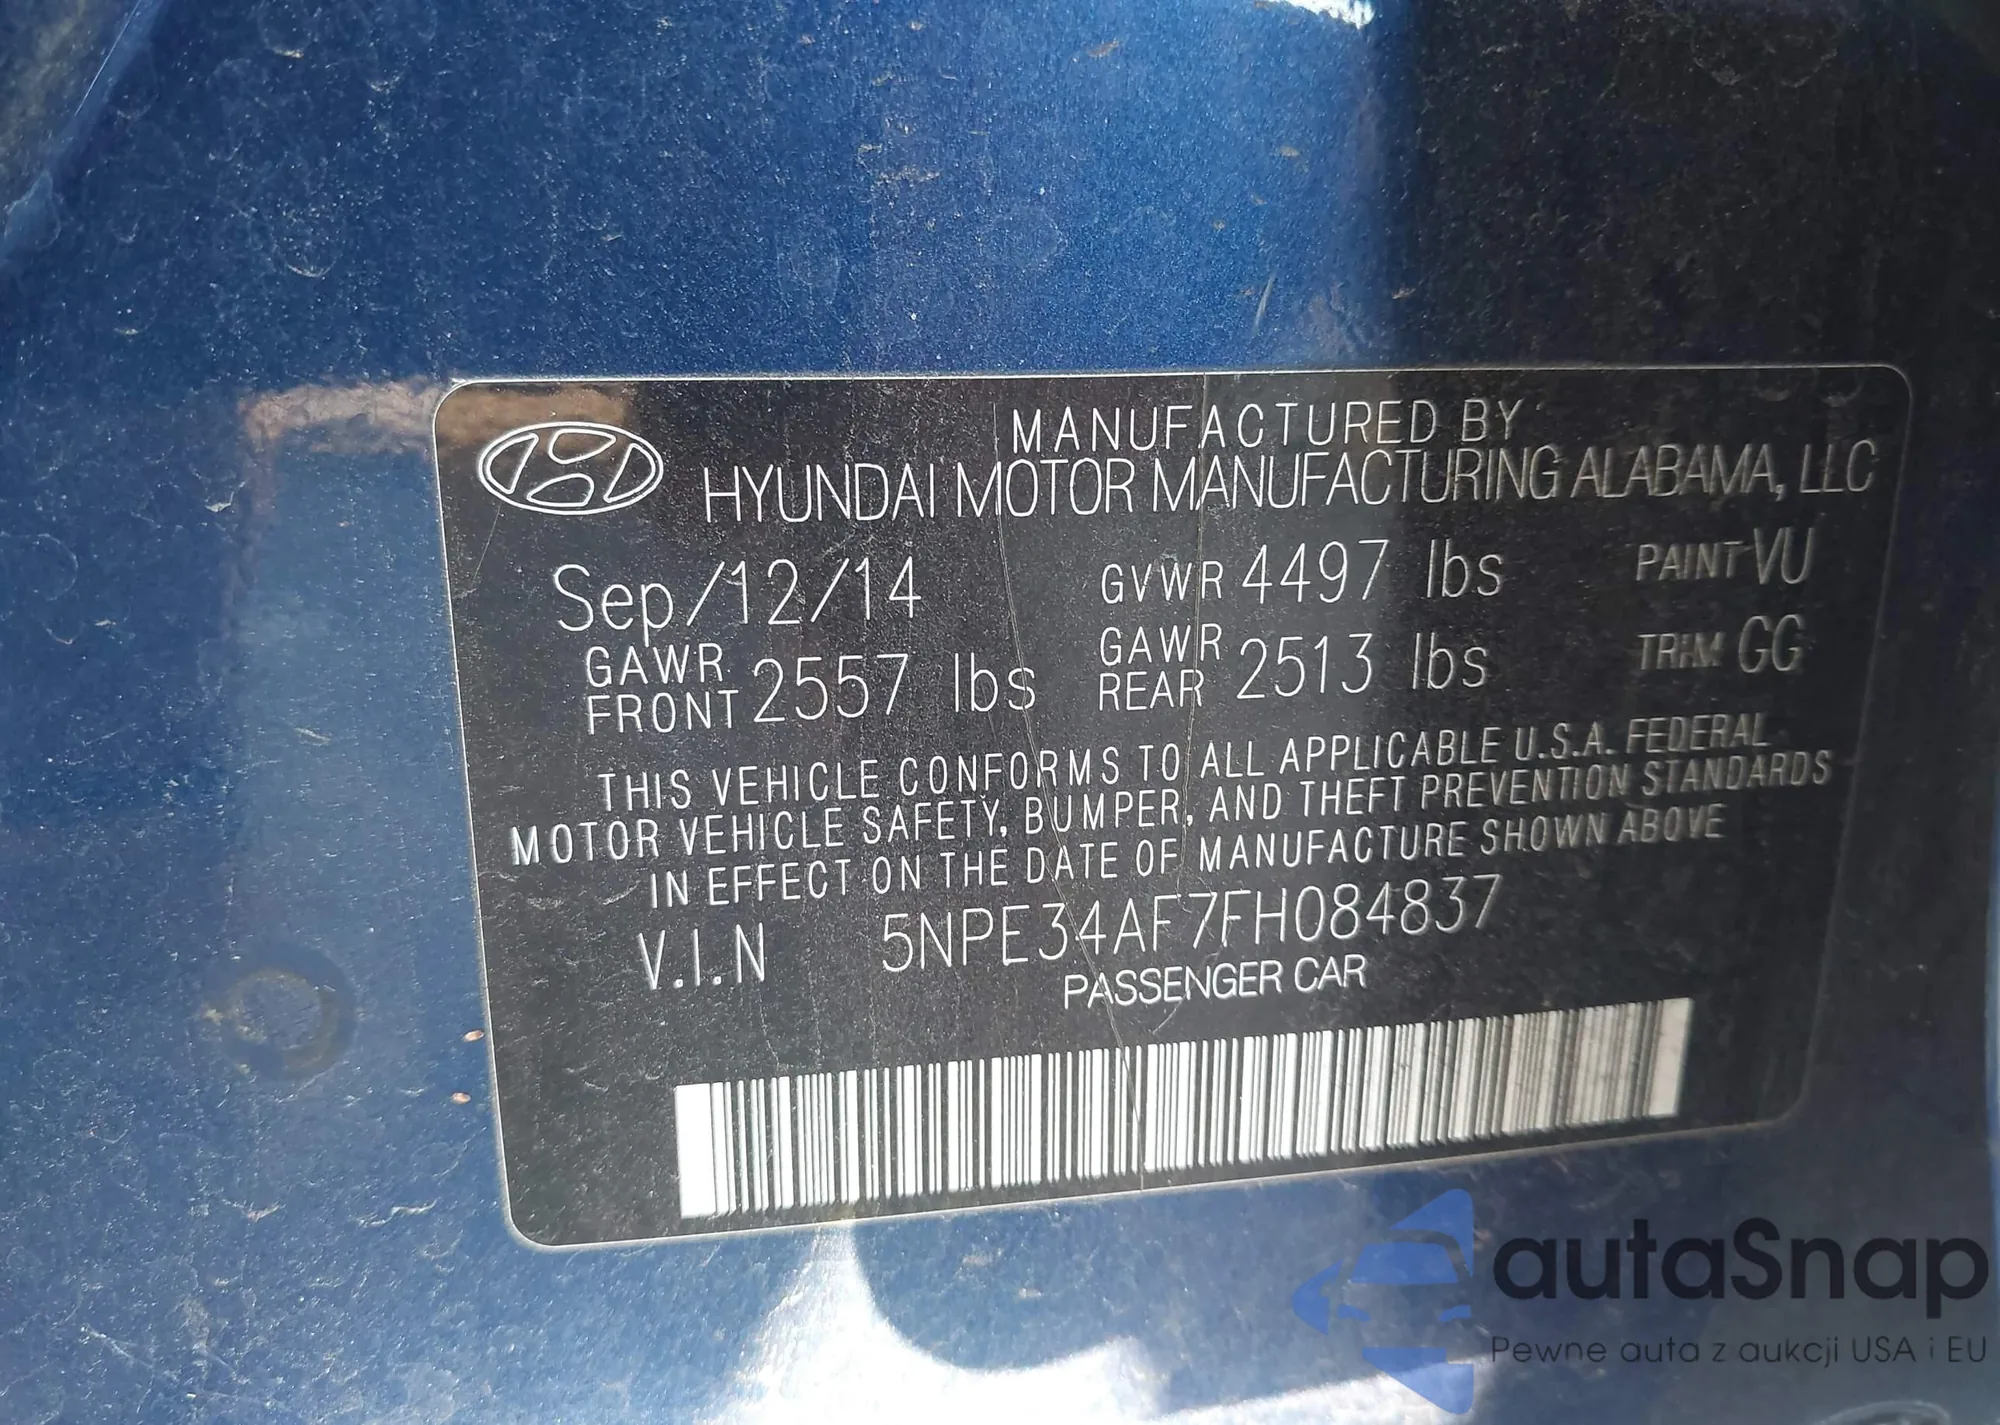 MANUFACTURED BY
HYUNDAI MOTOR MANUFACTURING ALABAMA, LLC
Sep/12/14 GVWR 4497 lbs PAINT VU
GAWR FRONT 2557 lbs GAWR REAR 2513 lbs TRIM GG
THIS VEHICLE CONFORMS TO ALL APPLICABLE U.S.A. FEDERAL
MOTOR VEHICLE SAFETY, BUMPER, AND THEFT PREVENTION STANDARDS
IN EFFECT ON THE DATE OF MANUFACTURE SHOWN ABOVE
V.I.N 5NPE34AF7FH084837
PASSENGER CAR
autaSnap
Pewne auta z aukcji USA i EU